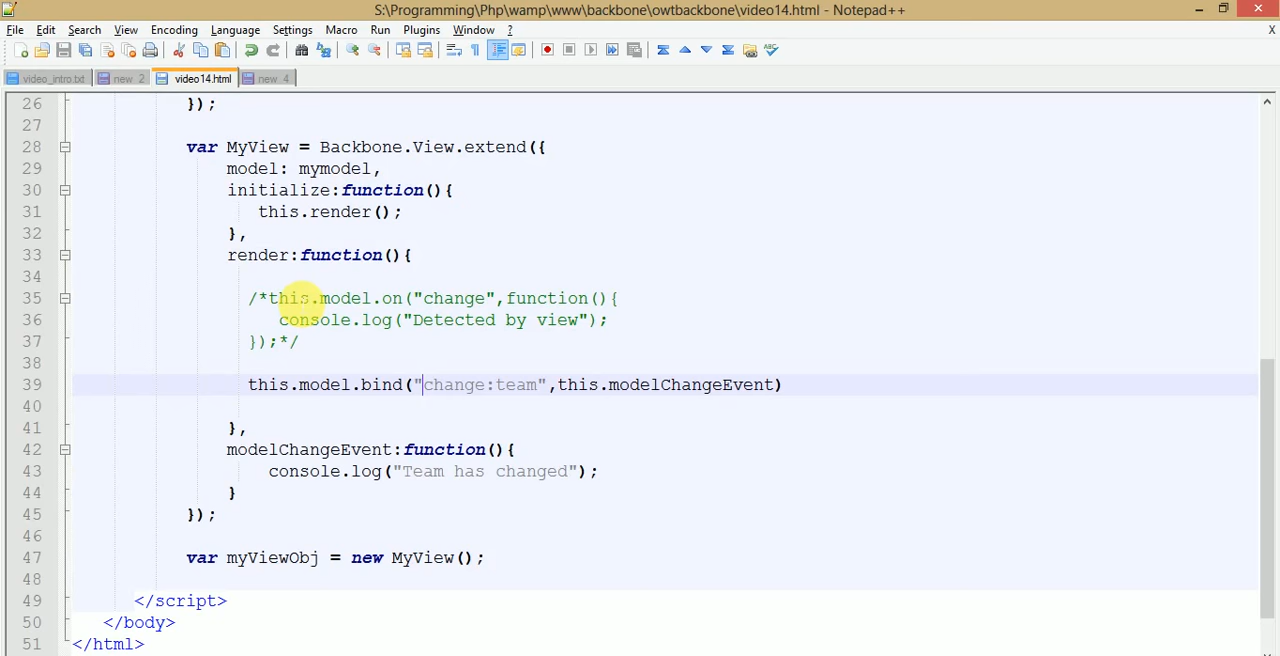 S:\Programming\Php\wamp\www\backbone\owtbackbone\video14.html - Notepad++
File Edit Search View Encoding Language Settings Macro Run Plugins Window ? X
video_intro.txt new 2 video14.html new 4
26 });
27
28 var MyView = Backbone.View.extend({
29 model: mymodel,
30 initialize:function(){
31 this.render();
32 },
33 render:function(){
34
35 /*this.model.on("change",function(){
36 console.log("Detected by view");
37 });*/
38
39 this.model.bind("change:team",this.modelChangeEvent)
40
41 },
42 modelChangeEvent:function(){
43 console.log("Team has changed");
44 }
45 });
46
47 var myViewObj = new MyView();
48
49 </script>
50 </body>
51 </html>